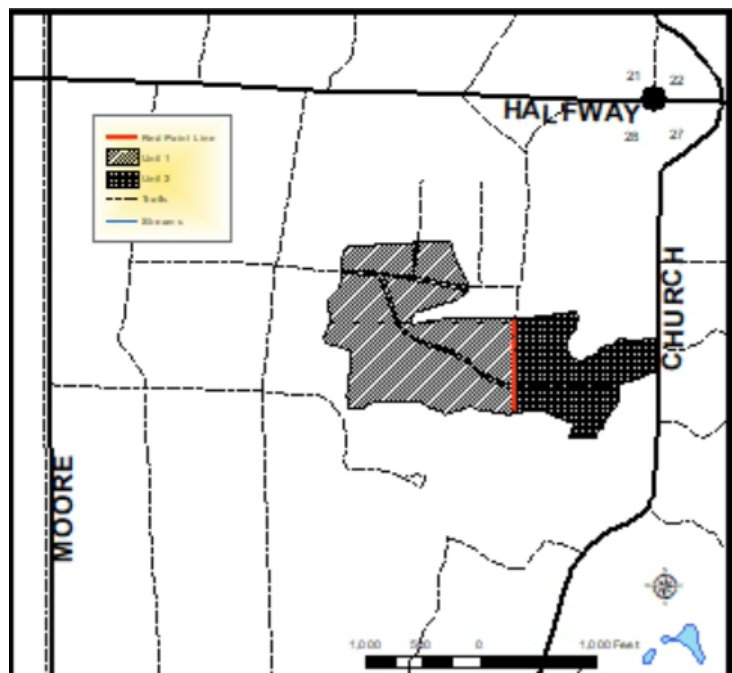 21 22
HALFWAY
28 27
Red Paint Line
Unit 1
Unit 2
Trails
Streams
CHURCH
MOORE
1,000 500 0 1,000 Feet